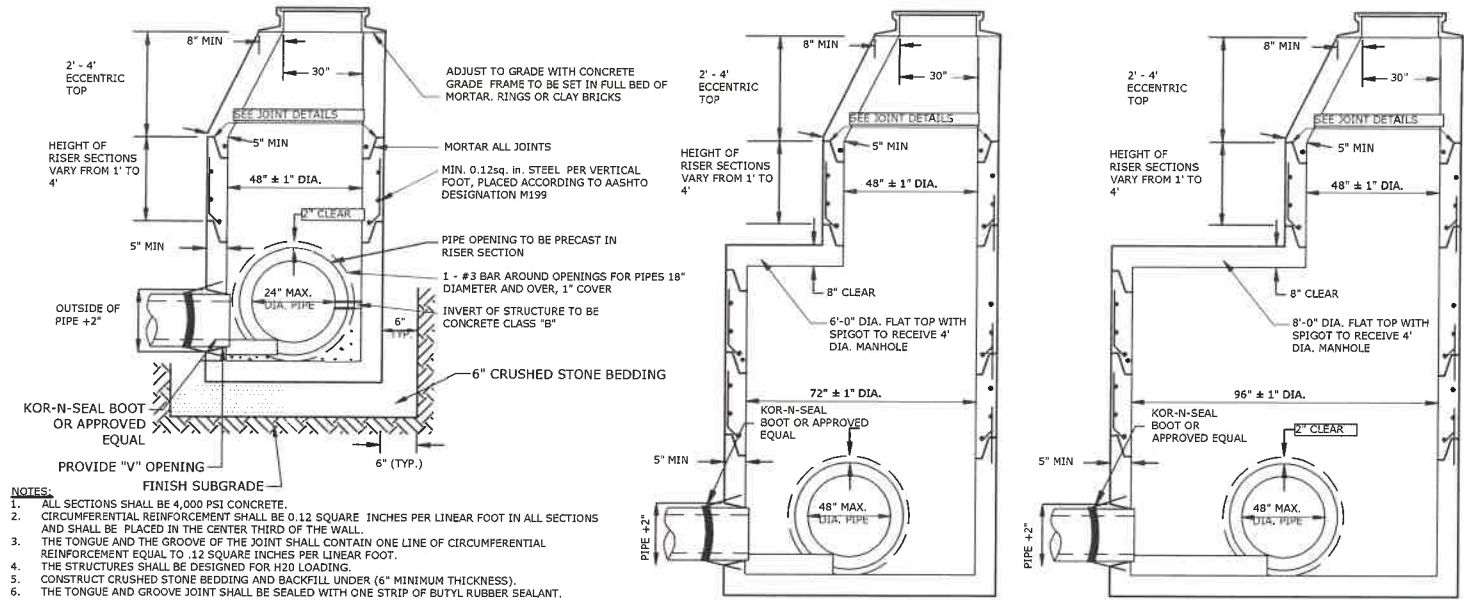 8" MIN
2' - 4'
ECCENTRIC
TOP
30"
ADJUST TO GRADE WITH CONCRETE
GRADE FRAME TO BE SET IN FULL BED OF
MORTAR. RINGS OR CLAY BRICKS
SEE JOINT DETAILS
5" MIN
MORTAR ALL JOINTS
HEIGHT OF
RISER SECTIONS
VARY FROM 1' TO
4'
MIN. 0.12sq. in. STEEL PER VERTICAL
FOOT, PLACED ACCORDING TO AASHTO
DESIGNATION M199
48" ± 1" DIA.
2" CLEAR
5" MIN
PIPE OPENING TO BE PRECAST IN
RISER SECTION
1 - #3 BAR AROUND OPENINGS FOR PIPES 18"
DIAMETER AND OVER, 1" COVER
24" MAX.
DIA. PIPE
OUTSIDE OF
PIPE +2"
INVERT OF STRUCTURE TO BE
CONCRETE CLASS "B"
6"
TYP.
6" CRUSHED STONE BEDDING
KOR-N-SEAL BOOT
OR APPROVED
EQUAL
PROVIDE "V" OPENING
6" (TYP.)
FINISH SUBGRADE
NOTES:
1. ALL SECTIONS SHALL BE 4,000 PSI CONCRETE.
2. CIRCUMFERENTIAL REINFORCEMENT SHALL BE 0.12 SQUARE INCHES PER LINEAR FOOT IN ALL SECTIONS
AND SHALL BE PLACED IN THE CENTER THIRD OF THE WALL.
3. THE TONGUE AND THE GROOVE OF THE JOINT SHALL CONTAIN ONE LINE OF CIRCUMFERENTIAL
REINFORCEMENT EQUAL TO .12 SQUARE INCHES PER LINEAR FOOT.
4. THE STRUCTURES SHALL BE DESIGNED FOR H20 LOADING.
5. CONSTRUCT CRUSHED STONE BEDDING AND BACKFILL UNDER (6" MINIMUM THICKNESS).
6. THE TONGUE AND GROOVE JOINT SHALL BE SEALED WITH ONE STRIP OF BUTYL RUBBER SEALANT.
8" MIN
2' - 4'
ECCENTRIC
TOP
30"
SEE JOINT DETAILS
5" MIN
HEIGHT OF
RISER SECTIONS
VARY FROM 1' TO
4'
48" ± 1" DIA.
8" CLEAR
6'-0" DIA. FLAT TOP WITH
SPIGOT TO RECEIVE 4'
DIA. MANHOLE
72" ± 1" DIA.
KOR-N-SEAL
BOOT OR APPROVED
EQUAL
5" MIN
48" MAX.
DIA. PIPE
PIPE +2"
8" MIN
2' - 4'
ECCENTRIC
TOP
30"
SEE JOINT DETAILS
5" MIN
HEIGHT OF
RISER SECTIONS
VARY FROM 1' TO
4'
48" ± 1" DIA.
8" CLEAR
8'-0" DIA. FLAT TOP WITH
SPIGOT TO RECEIVE 4'
DIA. MANHOLE
96" ± 1" DIA.
KOR-N-SEAL
BOOT OR
APPROVED EQUAL
2" CLEAR
5" MIN
48" MAX.
DIA. PIPE
PIPE +2"